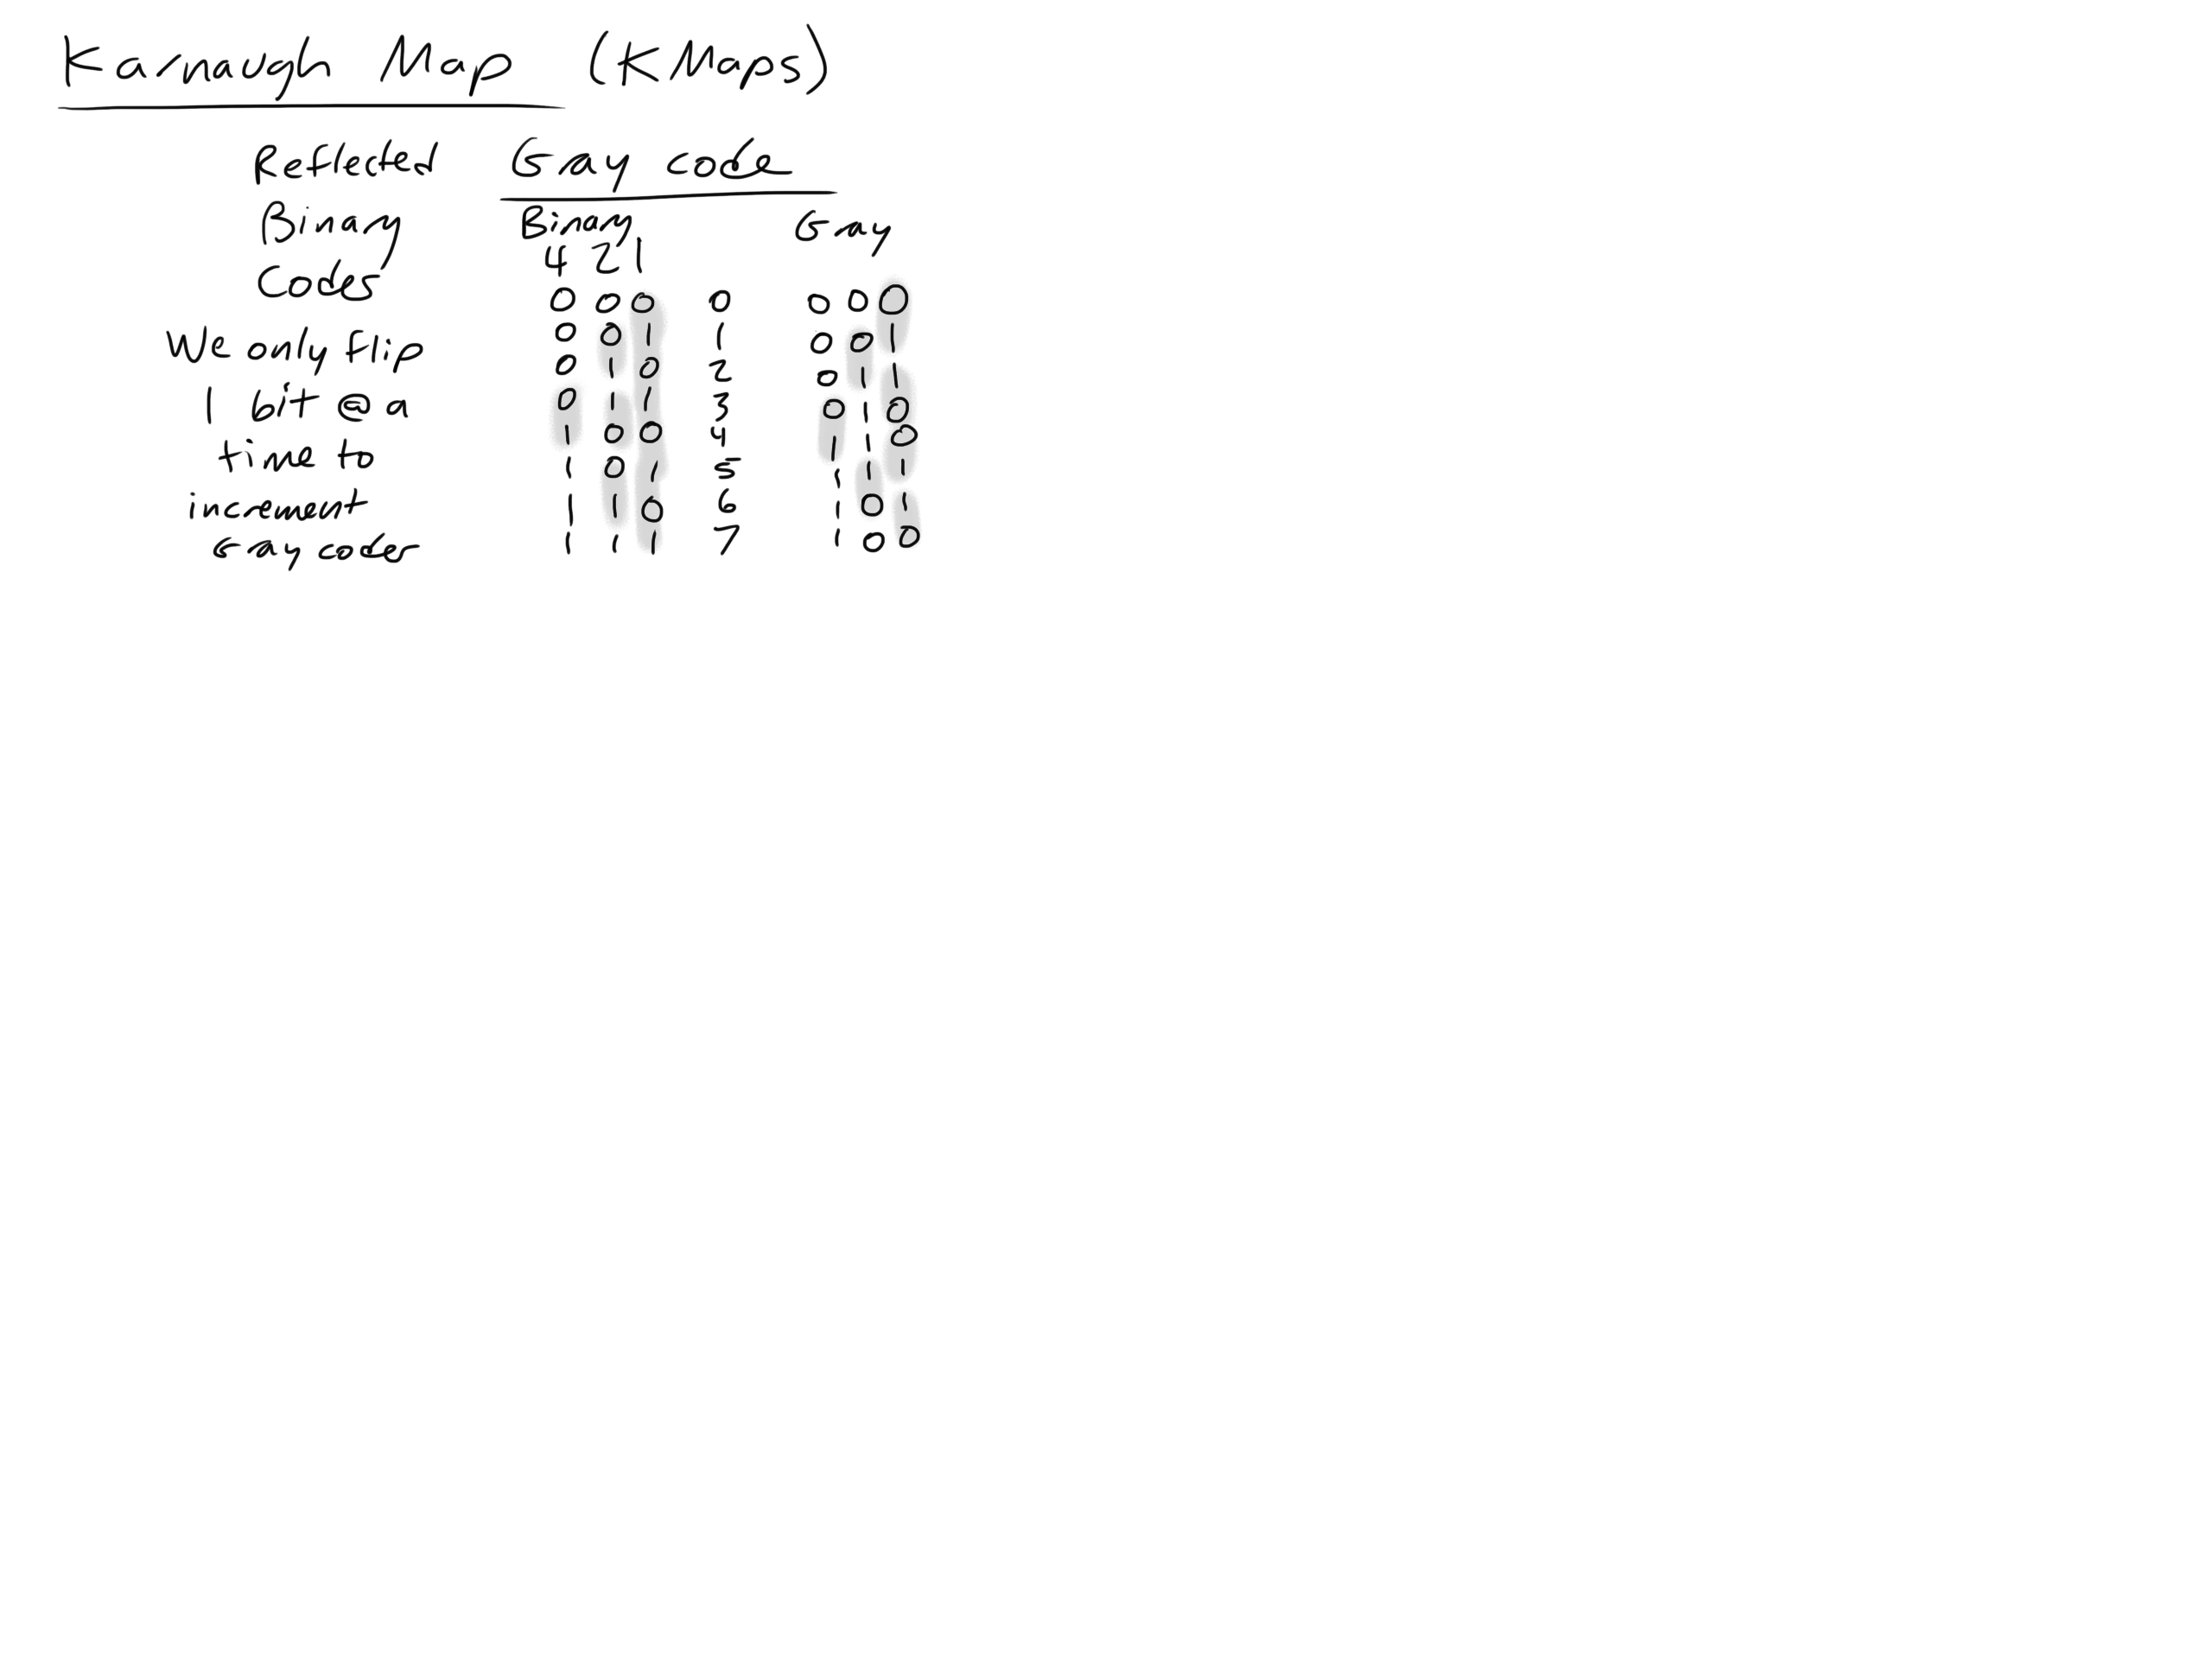 Karnaugh Map (KMaps)
Reflected Gray code
Binary Binary Gray
4 2 1
Codes
0 0 0 0 0 0 0
0 0 1 1 0 0 1
We only flip
0 1 0 2 0 1 1
1 bit @ a
0 1 1 3 0 1 0
1 0 0 4 1 1 0
time to
1 0 1 5 1 1 1
increment
1 1 0 6 1 0 1
Gray codes
1 1 1 7 1 0 0